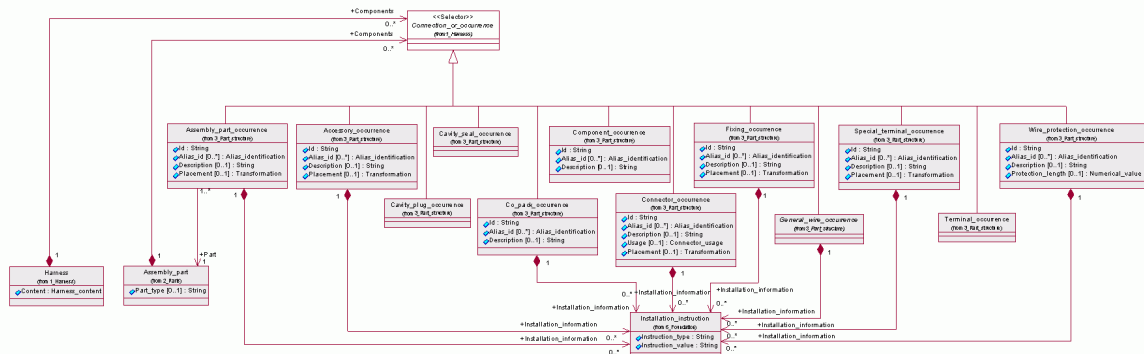 +Components
0..*
<<Selector>>
Connection_or_occurrence
(from 1_Harness)
+Components
0..*
Assembly_part_occurrence
(from 3_Part_structure)
Id : String
Alias_id [0..*] : Alias_identification
Description [0..1] : String
Placement [0..1] : Transformation
Accessory_occurrence
(from 3_Part_structure)
Id : String
Alias_id [0..*] : Alias_identification
Description [0..1] : String
Placement [0..1] : Transformation
Cavity_seal_occurrence
(from 3_Part_structure)
Component_occurrence
(from 3_Part_structure)
Id : String
Alias_id [0..*] : Alias_identification
Description [0..1] : String
Fixing_occurrence
(from 3_Part_structure)
Id : String
Alias_id [0..*] : Alias_identification
Description [0..1] : String
Placement [0..1] : Transformation
Special_terminal_occurrence
(from 3_Part_structure)
Id : String
Alias_id [0..*] : Alias_identification
Description [0..1] : String
Placement [0..1] : Transformation
Wire_protection_occurrence
(from 3_Part_structure)
Id : String
Alias_id [0..*] : Alias_identification
Description [0..1] : String
Protection_length [0..1] : Numerical_value
1..*
1
1
1
1
1
Cavity_plug_occurrence
(from 3_Part_structure)
Co_pack_occurrence
(from 3_Part_structure)
Id : String
Alias_id [0..*] : Alias_identification
Description [0..1] : String
Connector_occurrence
(from 3_Part_structure)
Id : String
Alias_id [0..*] : Alias_identification
Description [0..1] : String
Usage [0..1] : Connector_usage
Placement [0..1] : Transformation
General_wire_occurrence
(from 3_Part_structure)
Terminal_occurrence
(from 3_Part_structure)
1
1
1
1
1
+Part
1
Harness
(from 1_Harness)
Content : Harness_content
Assembly_part
(from 2_Parts)
Part_type [0..1] : String
+Installation_information
+Installation_information
0..*
0..*
0..*
+Installation_information
Installation_instruction
(from 6_Foundation)
Instruction_type : String
Instruction_value : String
+Installation_information
0..*
+Installation_information
0..*
+Installation_information
0..*
+Installation_information
0..*
+Installation_information
0..*